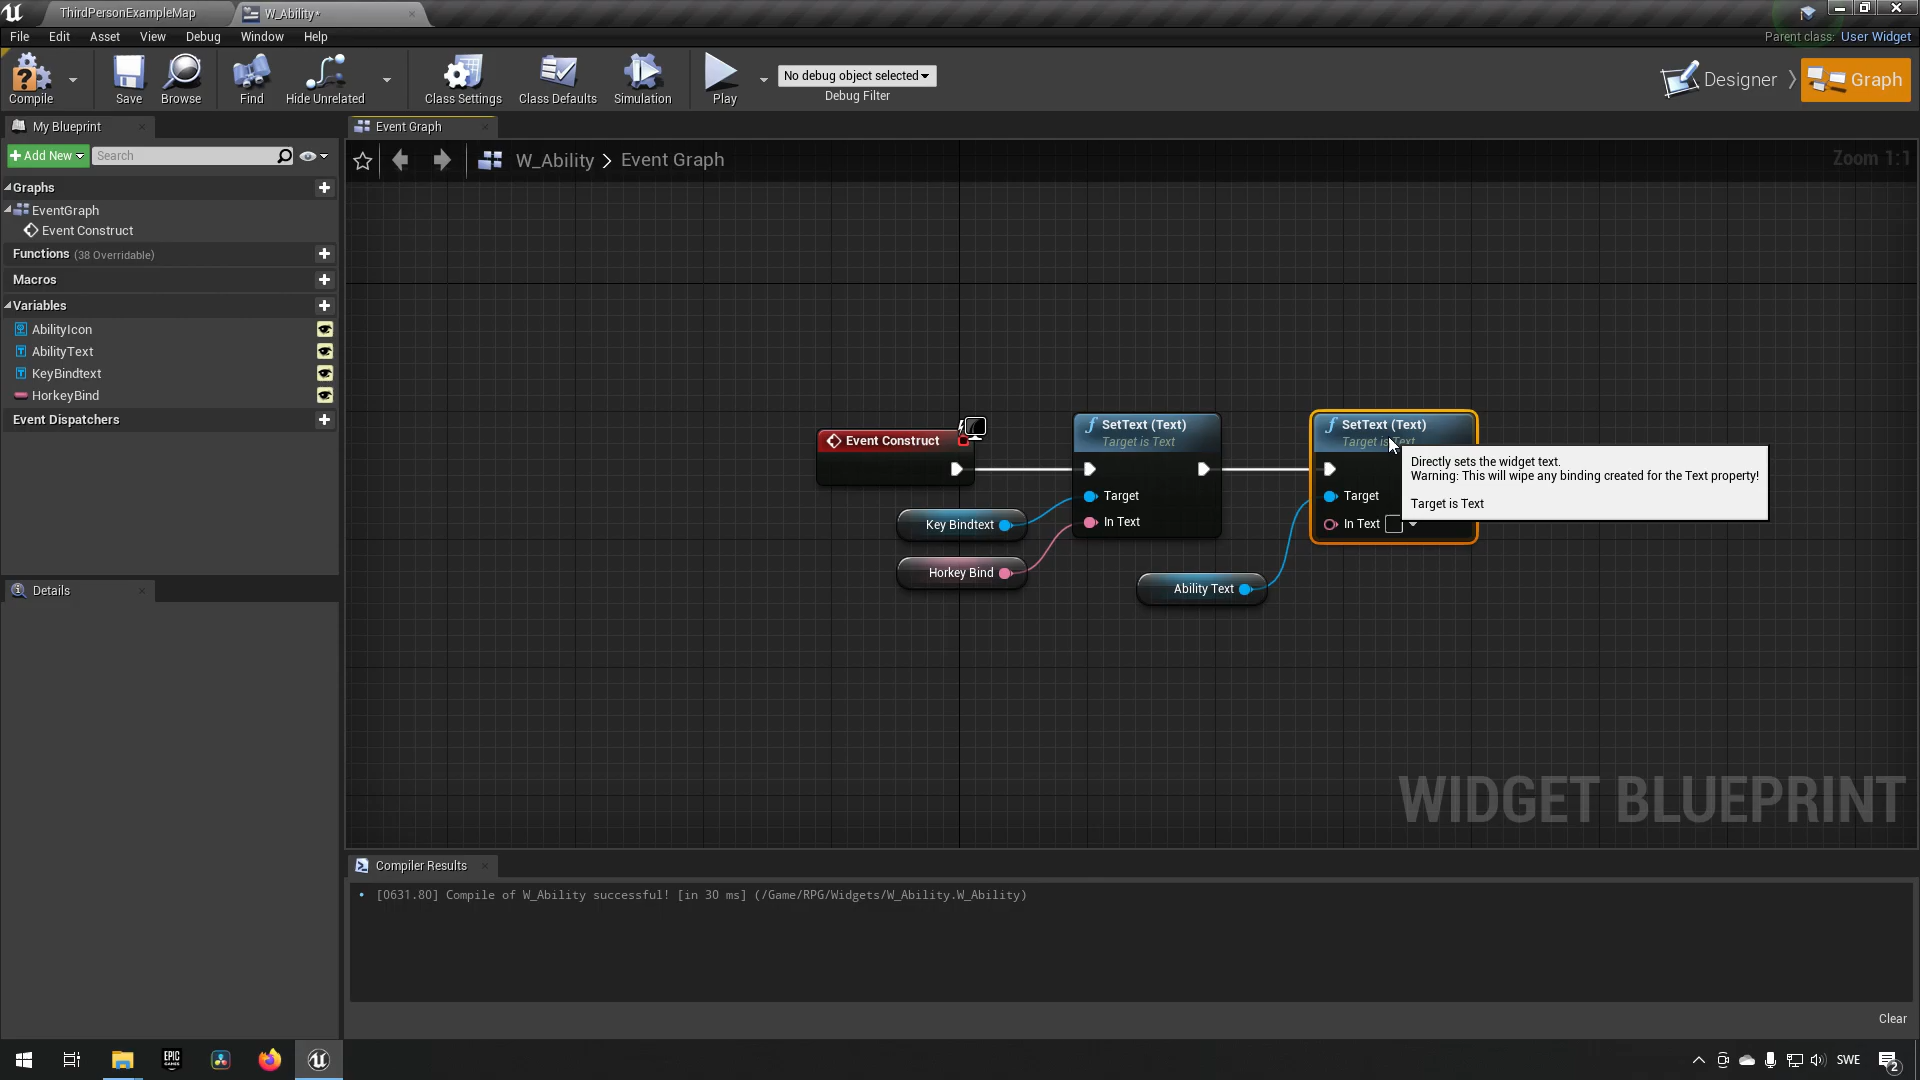 ThirdPersonExampleMap
W_Ability*
File Edit Asset View Debug Window Help
Parent class: User Widget
Compile
Save
Browse
Find
Hide Unrelated
Class Settings
Class Defaults
Simulation
Play
No debug object selected
Debug Filter
Designer
Graph
My Blueprint
Event Graph
Add New
Search
W_Ability > Event Graph
Zoom 1:1
Graphs
EventGraph
Event Construct
Functions (38 Overridable)
Macros
Variables
AbilityIcon
AbilityText
KeyBindtext
HorkeyBind
Event Dispatchers
Details
Event Construct
Key Bindtext
Horkey Bind
SetText (Text)
Target is Text
Target
In Text
Ability Text
SetText (Text)
Target is Text
Target
In Text
Directly sets the widget text.
Warning: This will wipe any binding created for the Text property!
Target is Text
WIDGET BLUEPRINT
Compiler Results
[0631.80] Compile of W_Ability successful! [in 30 ms] (/Game/RPG/Widgets/W_Ability.W_Ability)
Clear
EPIC
GAMES
SWE
2